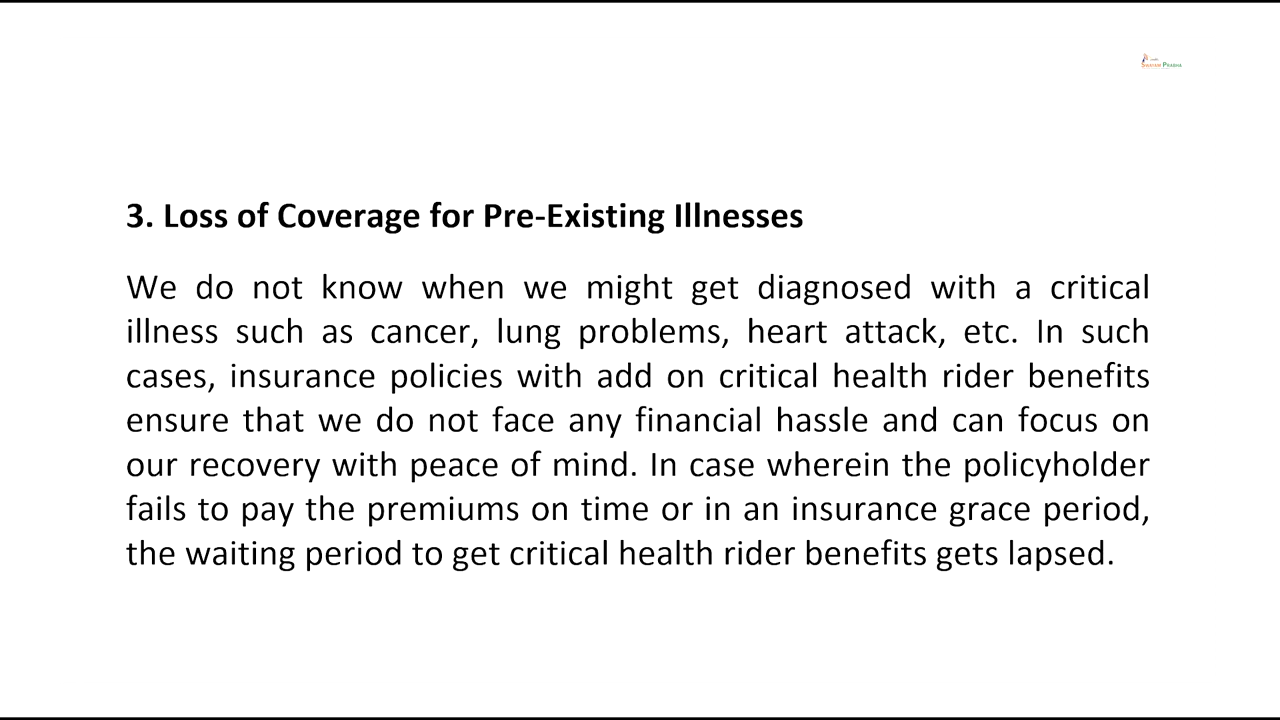 Swayam Prabha
3. Loss of Coverage for Pre-Existing Illnesses
We do not know when we might get diagnosed with a critical
illness such as cancer, lung problems, heart attack, etc. In such
cases, insurance policies with add on critical health rider benefits
ensure that we do not face any financial hassle and can focus on
our recovery with peace of mind. In case wherein the policyholder
fails to pay the premiums on time or in an insurance grace period,
the waiting period to get critical health rider benefits gets lapsed.